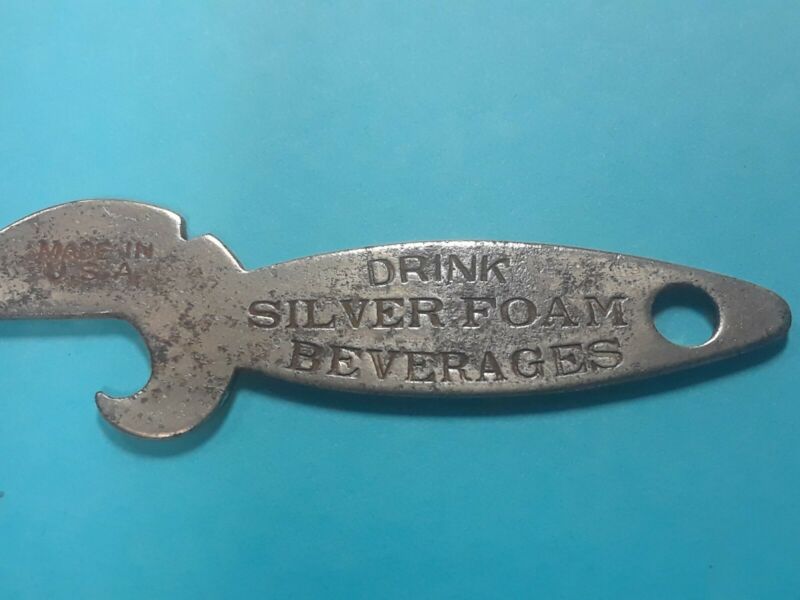 MADE IN
U.S.A.
DRINK
SILVER FOAM
BEVERAGES